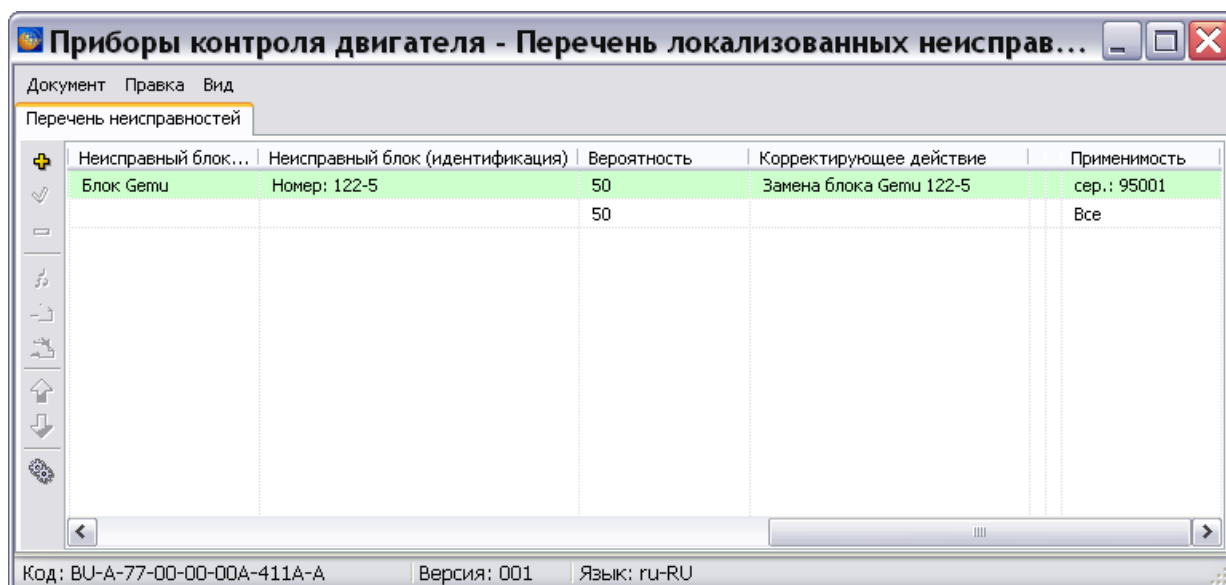 Приборы контроля двигателя - Перечень локализованных неисправ...
Документ Правка Вид
Перечень неисправностей
Неисправный блок... Неисправный блок (идентификация) Вероятность Корректирующее действие Применимость
Блок Gemu Номер: 122-5 50 Замена блока Gemu 122-5 сер.: 95001
50 Все
Код: BU-A-77-00-00-00A-411A-A Версия: 001 Язык: ru-RU